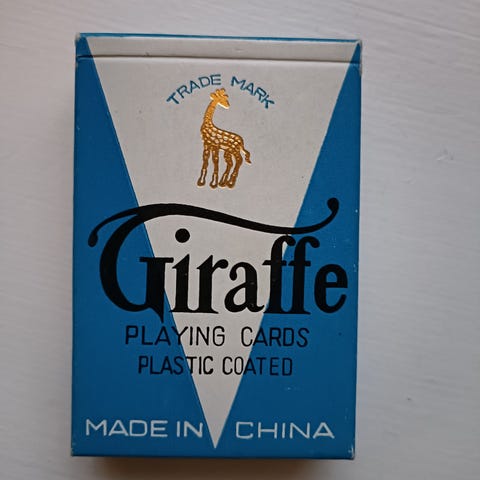 TRADE MARK
Giraffe
PLAYING CARDS
PLASTIC COATED
MADE IN CHINA